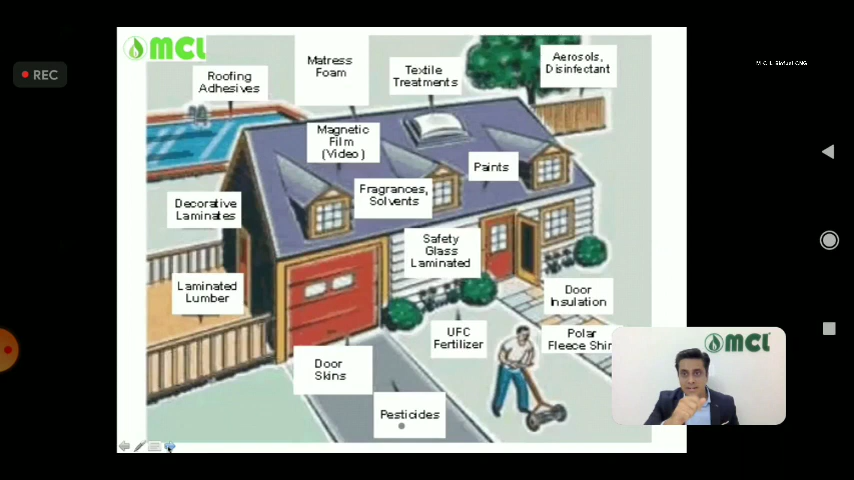 REC
MCL
Roofing
Adhesives
Matress
Foam
Textile
Treatments
Aerosols,
Disinfectant
Magnetic
Film
(Video)
Paints
Fragrances,
Solvents
Decorative
Laminates
Safety
Glass
Laminated
Laminated
Lumber
Door
Insulation
UFC
Fertilizer
Polar
Fleece Shir
Door
Skins
Pesticides
MCL